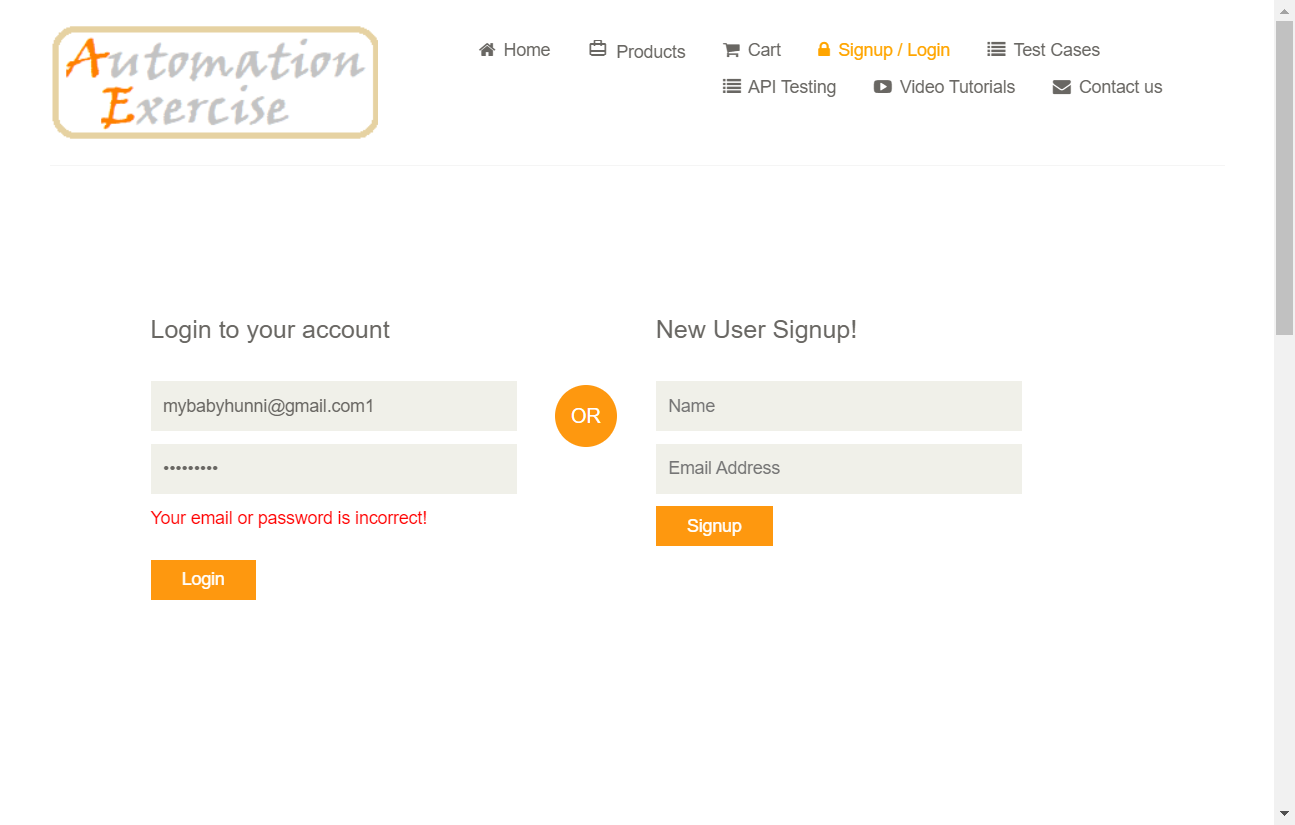 Automation
Exercise
Home Products Cart Signup / Login Test Cases
API Testing Video Tutorials Contact us
Login to your account
mybabyhunni@gmail.com1
•••••••••
Your email or password is incorrect!
Login
OR
New User Signup!
Name
Email Address
Signup